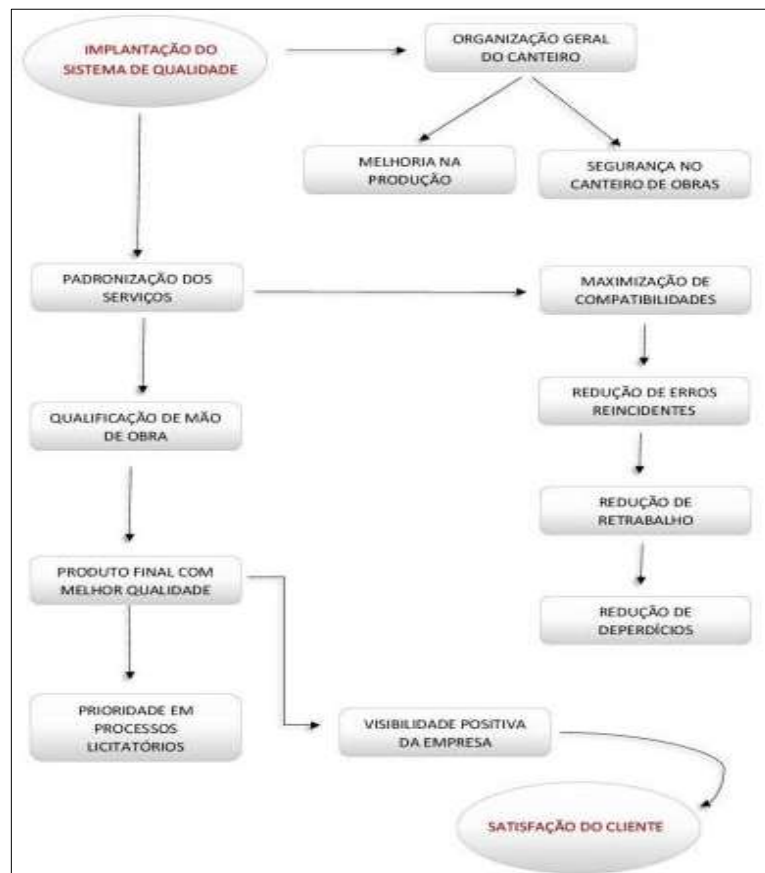 IMPLANTAÇÃO DO
SISTEMA DE QUALIDADE
ORGANIZAÇÃO GERAL
DO CANTEIRO
MELHORIA NA
PRODUÇÃO
SEGURANÇA NO
CANTEIRO DE OBRAS
PADRONIZAÇÃO DOS
SERVIÇOS
MAXIMIZAÇÃO DE
COMPATIBILIDADES
QUALIFICAÇÃO DE MÃO
DE OBRA
REDUÇÃO DE ERROS
REINCIDENTES
REDUÇÃO DE
RETRABALHO
PRODUTO FINAL COM
MELHOR QUALIDADE
REDUÇÃO DE
DEPERDÍCIOS
PRIORIDADE EM
PROCESSOS
LICITATÓRIOS
VISIBILIDADE POSITIVA
DA EMPRESA
SATISFAÇÃO DO CLIENTE